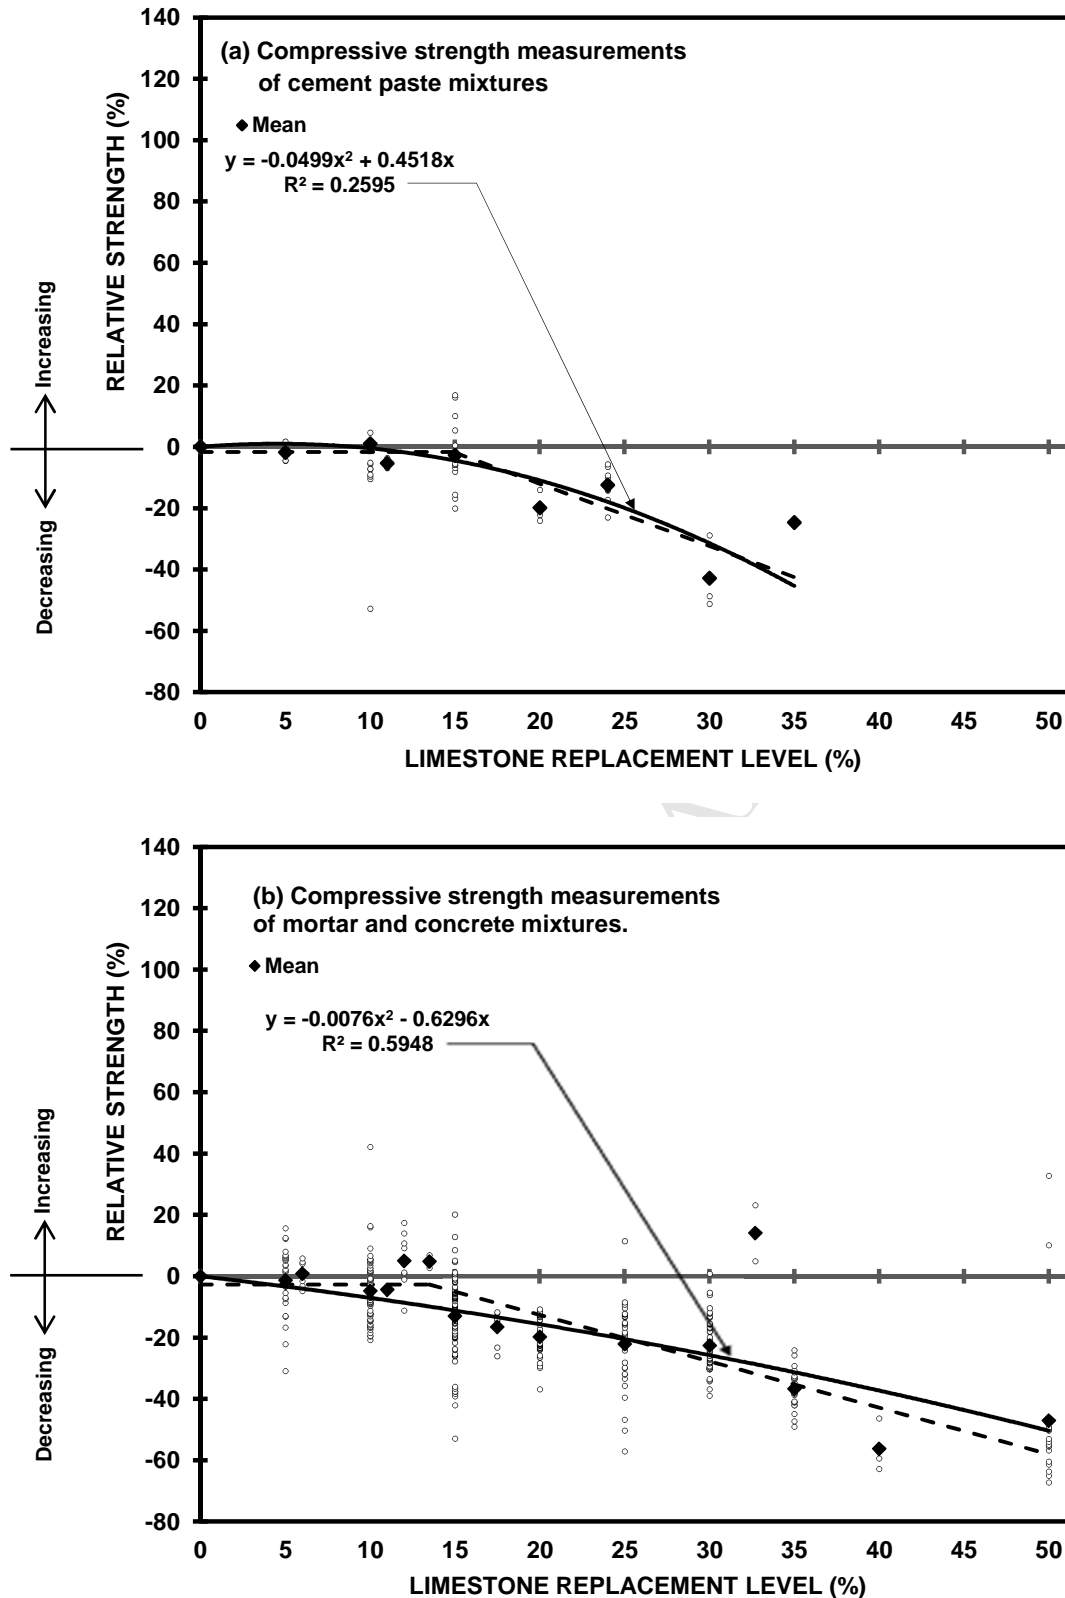 140
120
100
80
60
40
20
0
-20
-40
-60
-80
RELATIVE STRENGTH (%)
Increasing
Decreasing
(a) Compressive strength measurements
of cement paste mixtures
Mean
y = -0.0499x² + 0.4518x
R² = 0.2595
0 5 10 15 20 25 30 35 40 45 50
LIMESTONE REPLACEMENT LEVEL (%)
140
120
100
80
60
40
20
0
-20
-40
-60
-80
RELATIVE STRENGTH (%)
Increasing
Decreasing
(b) Compressive strength measurements
of mortar and concrete mixtures.
Mean
y = -0.0076x² - 0.6296x
R² = 0.5948
0 5 10 15 20 25 30 35 40 45 50
LIMESTONE REPLACEMENT LEVEL (%)